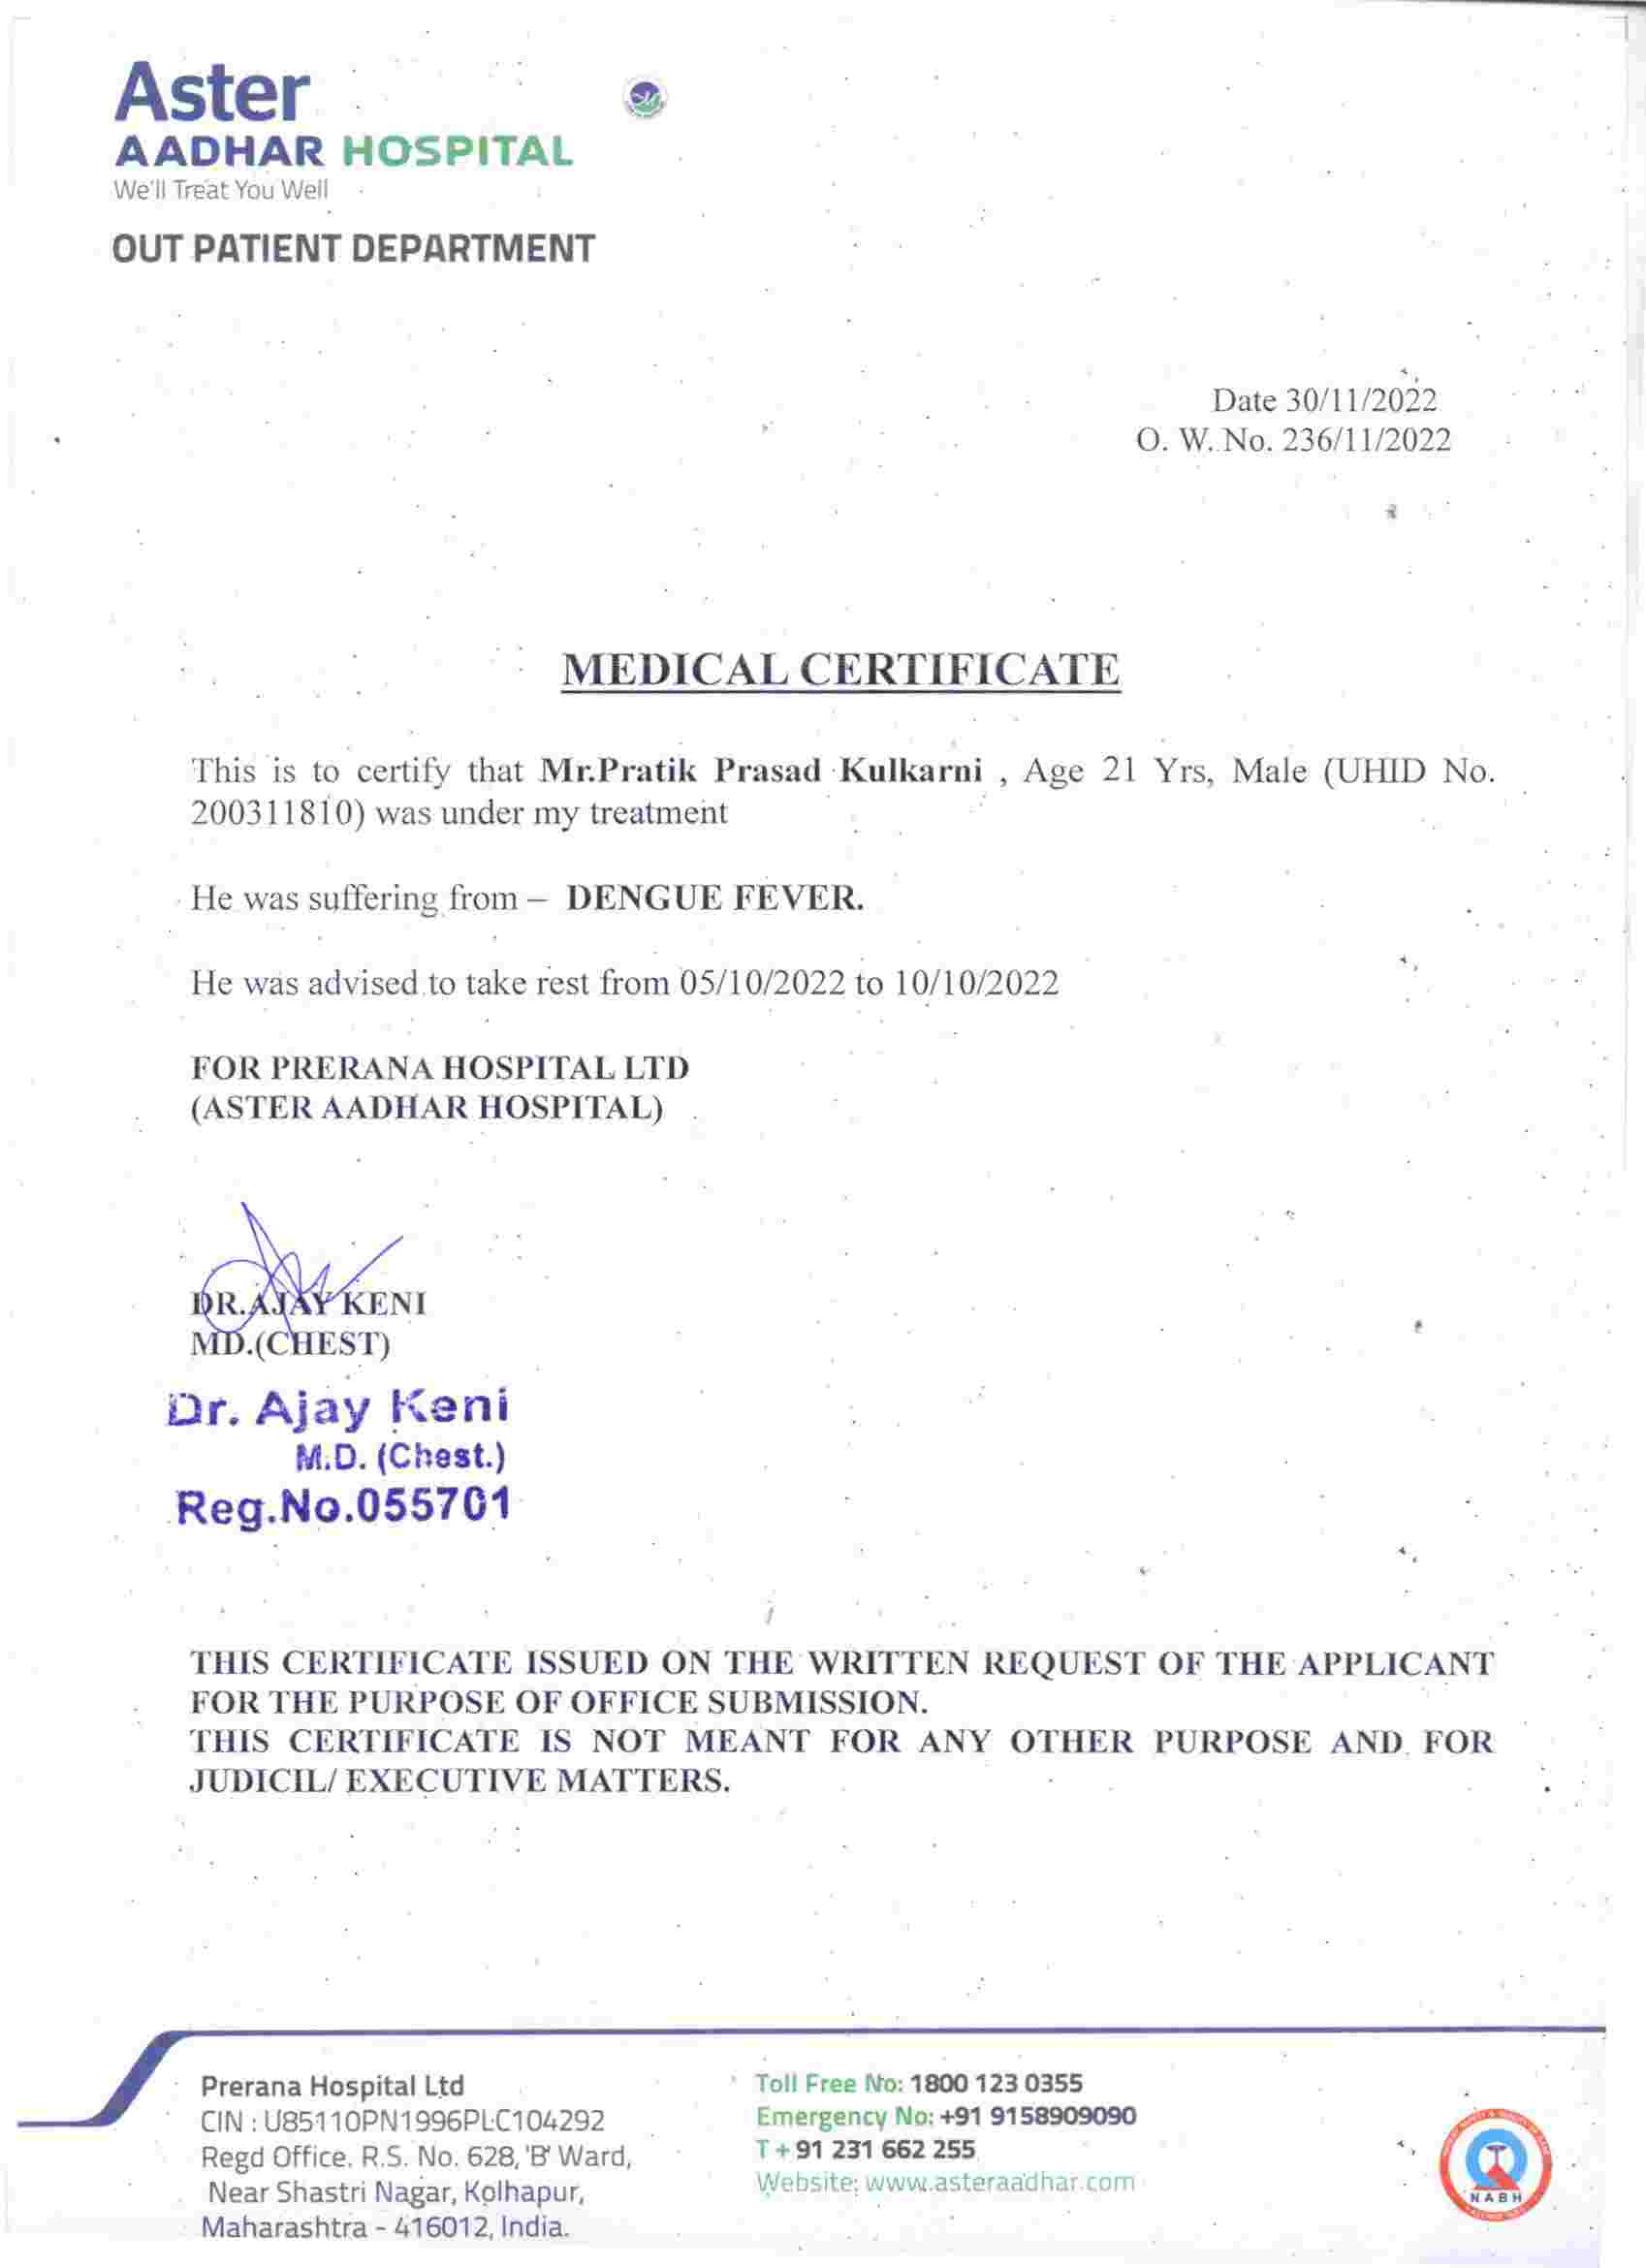 Aster
AADHAR HOSPITAL
We'll Treat You Well
OUT PATIENT DEPARTMENT
Date 30/11/2022
O. W. No. 236/11/2022
MEDICAL CERTIFICATE
This is to certify that Mr.Pratik Prasad Kulkarni , Age 21 Yrs, Male (UHID No.
200311810) was under my treatment
He was suffering from – DENGUE FEVER.
He was advised to take rest from 05/10/2022 to 10/10/2022
FOR PRERANA HOSPITAL LTD
(ASTER AADHAR HOSPITAL)
DR.AJAY KENI
MD.(CHEST)
Dr. Ajay Keni
M.D. (Chest.)
Reg.No.055701
THIS CERTIFICATE ISSUED ON THE WRITTEN REQUEST OF THE APPLICANT
FOR THE PURPOSE OF OFFICE SUBMISSION.
THIS CERTIFICATE IS NOT MEANT FOR ANY OTHER PURPOSE AND FOR
JUDICIL/ EXECUTIVE MATTERS.
Prerana Hospital Ltd
CIN : U85110PN1996PLC104292
Regd Office. R.S. No. 628, 'B' Ward,
Near Shastri Nagar, Kolhapur,
Maharashtra - 416012, India.
Toll Free No: 1800 123 0355
Emergency No: +91 9158909090
T + 91 231 662 255
Website: www.asteraadhar.com
NABH